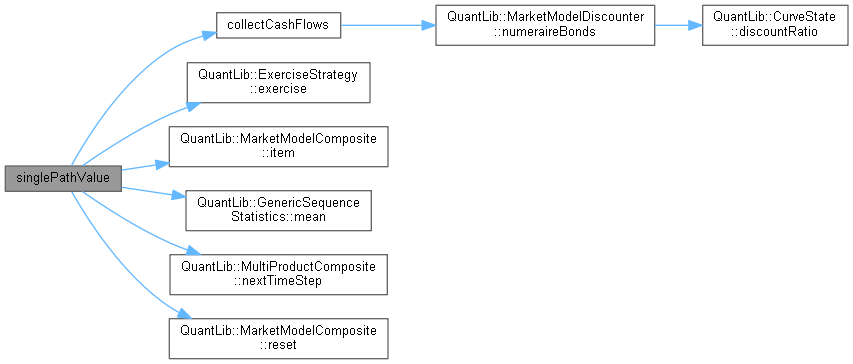 collectCashFlows
QuantLib::MarketModelDiscounter
::numeraireBonds
QuantLib::CurveState
::discountRatio
QuantLib::ExerciseStrategy
::exercise
QuantLib::MarketModelComposite
::item
singlePathValue
QuantLib::GenericSequence
Statistics::mean
QuantLib::MultiProductComposite
::nextTimeStep
QuantLib::MarketModelComposite
::reset